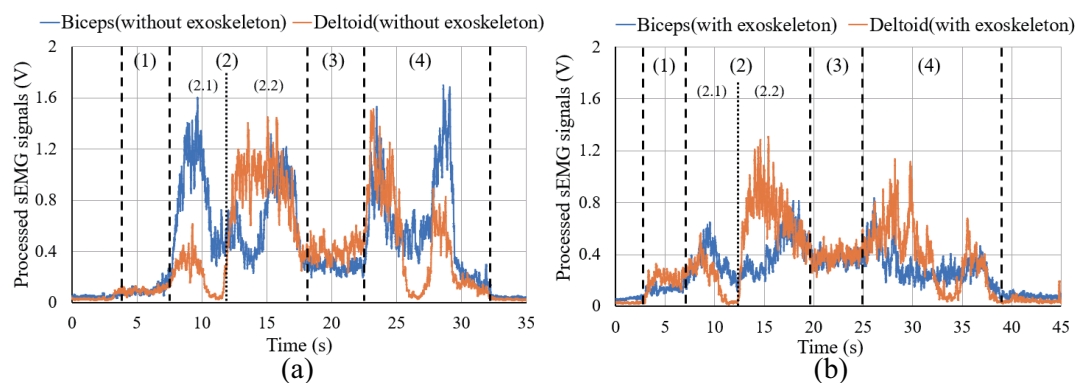 Biceps(without exoskeleton) Deltoid(without exoskeleton)
Processed sEMG signals (V)
2
1.6
1.2
0.8
0.4
0
(1) (2) (3) (4)
(2.1) (2.2)
0 5 10 15 20 25 30 35
Time (s)
(a)
Biceps(with exoskeleton) Deltoid(with exoskeleton)
Processed sEMG signals (V)
2
1.6
1.2
0.8
0.4
0
(1) (2) (3) (4)
(2.1) (2.2)
0 5 10 15 20 25 30 35 40 45
Time (s)
(b)